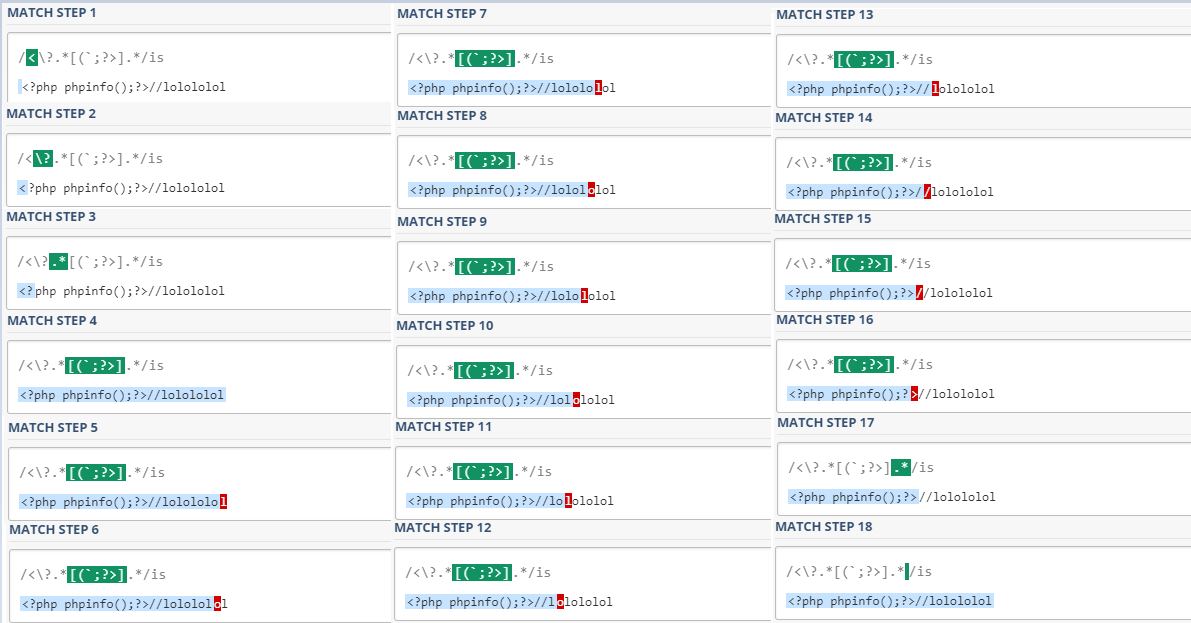 MATCH STEP 1
/<\?.*[(`;?>].*/is
<?php phpinfo();?>//lolololol
MATCH STEP 2
/<\?.*[(`;?>].*/is
<?php phpinfo();?>//lolololol
MATCH STEP 3
/<\?.*[(`;?>].*/is
<?php phpinfo();?>//lolololol
MATCH STEP 4
/<\?.*[(`;?>].*/is
<?php phpinfo();?>//lolololol
MATCH STEP 5
/<\?.*[(`;?>].*/is
<?php phpinfo();?>//lolololol
MATCH STEP 6
/<\?.*[(`;?>].*/is
<?php phpinfo();?>//lolololol
MATCH STEP 7
/<\?.*[(`;?>].*/is
<?php phpinfo();?>//lolololol
MATCH STEP 8
/<\?.*[(`;?>].*/is
<?php phpinfo();?>//lolololol
MATCH STEP 9
/<\?.*[(`;?>].*/is
<?php phpinfo();?>//lolololol
MATCH STEP 10
/<\?.*[(`;?>].*/is
<?php phpinfo();?>//lolololol
MATCH STEP 11
/<\?.*[(`;?>].*/is
<?php phpinfo();?>//lolololol
MATCH STEP 12
/<\?.*[(`;?>].*/is
<?php phpinfo();?>//lolololol
MATCH STEP 13
/<\?.*[(`;?>].*/is
<?php phpinfo();?>//lolololol
MATCH STEP 14
/<\?.*[(`;?>].*/is
<?php phpinfo();?>//lolololol
MATCH STEP 15
/<\?.*[(`;?>].*/is
<?php phpinfo();?>//lolololol
MATCH STEP 16
/<\?.*[(`;?>].*/is
<?php phpinfo();?>//lolololol
MATCH STEP 17
/<\?.*[(`;?>].*/is
<?php phpinfo();?>//lolololol
MATCH STEP 18
/<\?.*[(`;?>].*/is
<?php phpinfo();?>//lolololol